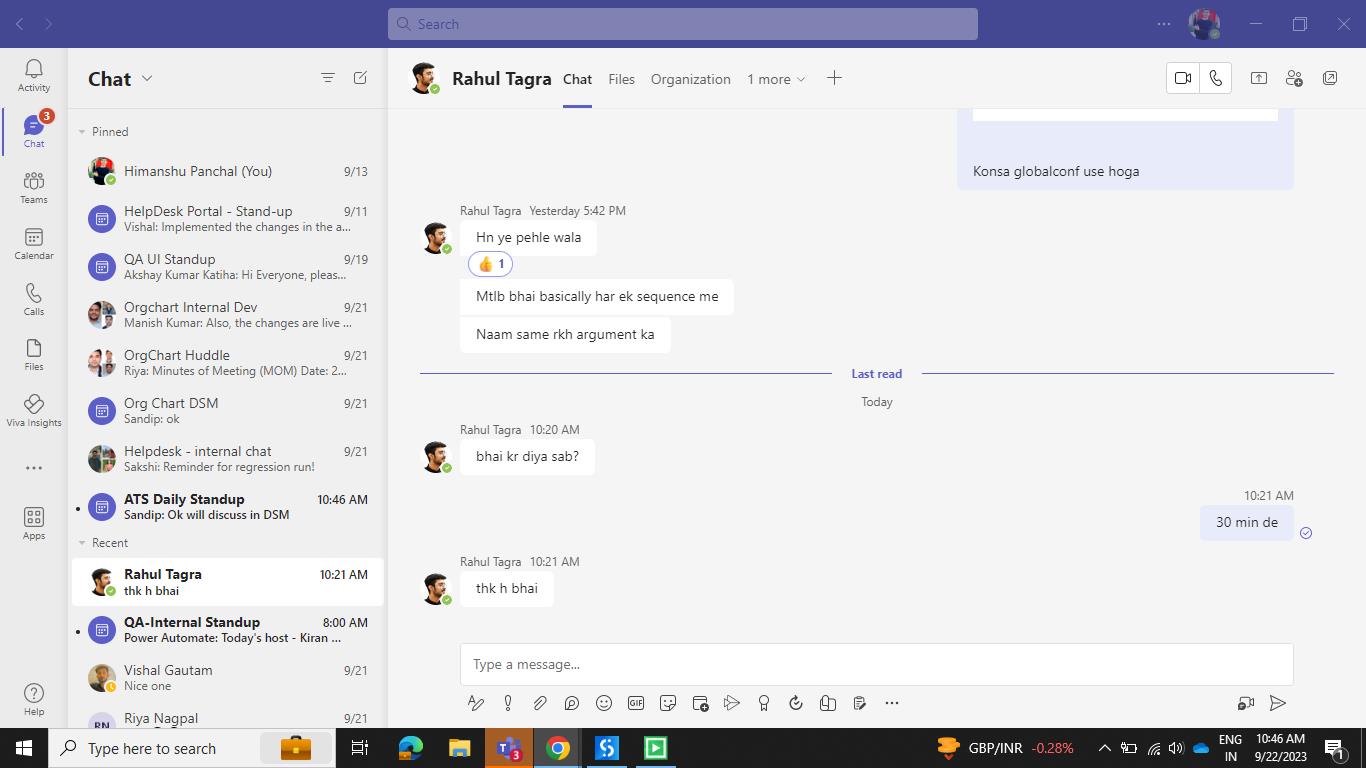 Search
Activity
Chat
3
Chat
Teams
Calendar
Calls
Files
Viva Insights
Apps
Help
Pinned
Himanshu Panchal (You) 9/13
HelpDesk Portal - Stand-up 9/11
Vishal: Implemented the changes in the a...
QA UI Standup 9/19
Akshay Kumar Katiha: Hi Everyone, pleas...
Orgchart Internal Dev 9/21
Manish Kumar: Also, the changes are live ...
OrgChart Huddle 9/21
Riya: Minutes of Meeting (MOM) Date: 2...
Org Chart DSM 9/21
Sandip: ok
Helpdesk - internal chat 9/21
Sakshi: Reminder for regression run!
ATS Daily Standup 10:46 AM
Sandip: Ok will discuss in DSM
Recent
Rahul Tagra 10:21 AM
thk h bhai
QA-Internal Standup 8:00 AM
Power Automate: Today's host - Kiran ...
Vishal Gautam 9/21
Nice one
RN Riya Nagpal 9/21
Rahul Tagra Chat Files Organization 1 more
Konsa globalconf use hoga
Rahul Tagra Yesterday 5:42 PM
Hn ye pehle wala
👍 1
Mtlb bhai basically har ek sequence me
Naam same rkh argument ka
Last read
Today
Rahul Tagra 10:20 AM
bhai kr diya sab?
10:21 AM
30 min de
Rahul Tagra 10:21 AM
thk h bhai
Type a message...
GIF
Type here to search
3
GBP/INR -0.28%
ENG
IN
10:46 AM
9/22/2023
1